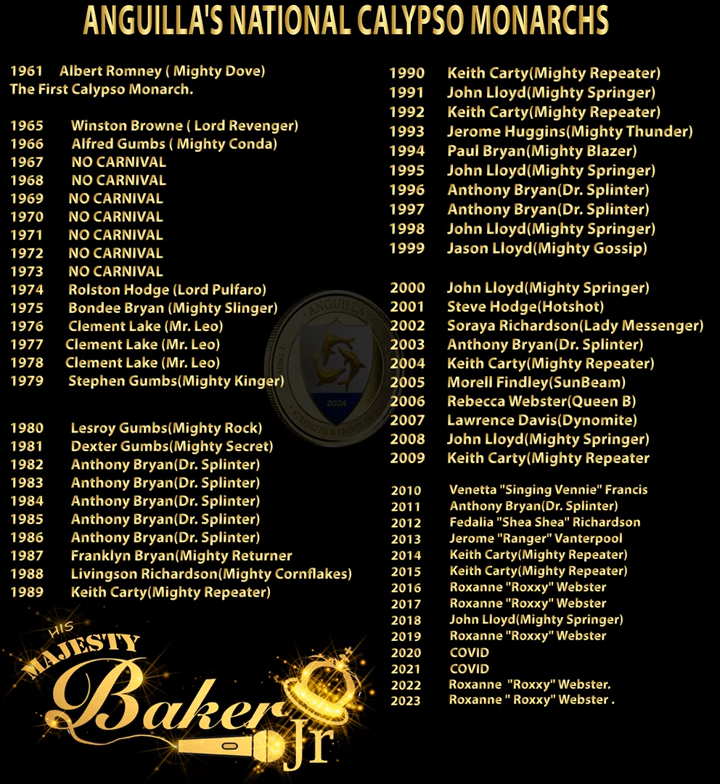 ANGUILLA'S NATIONAL CALYPSO MONARCHS
1961 Albert Romney ( Mighty Dove)
The First Calypso Monarch.
1965 Winston Browne ( Lord Revenger)
1966 Alfred Gumbs ( Mighty Conda)
1967 NO CARNIVAL
1968 NO CARNIVAL
1969 NO CARNIVAL
1970 NO CARNIVAL
1971 NO CARNIVAL
1972 NO CARNIVAL
1973 NO CARNIVAL
1974 Rolston Hodge (Lord Pulfaro)
1975 Bondee Bryan (Mighty Slinger)
1976 Clement Lake (Mr. Leo)
1977 Clement Lake (Mr. Leo)
1978 Clement Lake (Mr. Leo)
1979 Stephen Gumbs(Mighty Kinger)
1980 Lesroy Gumbs(Mighty Rock)
1981 Dexter Gumbs(Mighty Secret)
1982 Anthony Bryan(Dr. Splinter)
1983 Anthony Bryan(Dr. Splinter)
1984 Anthony Bryan(Dr. Splinter)
1985 Anthony Bryan(Dr. Splinter)
1986 Anthony Bryan(Dr. Splinter)
1987 Franklyn Bryan(Mighty Returner
1988 Livingson Richardson(Mighty Cornflakes)
1989 Keith Carty(Mighty Repeater)
1990 Keith Carty(Mighty Repeater)
1991 John Lloyd(Mighty Springer)
1992 Keith Carty(Mighty Repeater)
1993 Jerome Huggins(Mighty Thunder)
1994 Paul Bryan(Mighty Blazer)
1995 John Lloyd(Mighty Springer)
1996 Anthony Bryan(Dr. Splinter)
1997 Anthony Bryan(Dr. Splinter)
1998 John Lloyd(Mighty Springer)
1999 Jason Lloyd(Mighty Gossip)
2000 John Lloyd(Mighty Springer)
2001 Steve Hodge(Hotshot)
2002 Soraya Richardson(Lady Messenger)
2003 Anthony Bryan(Dr. Splinter)
2004 Keith Carty(Mighty Repeater)
2005 Morell Findley(SunBeam)
2006 Rebecca Webster(Queen B)
2007 Lawrence Davis(Dynomite)
2008 John Lloyd(Mighty Springer)
2009 Keith Carty(Mighty Repeater
2010 Venetta "Singing Vennie" Francis
2011 Anthony Bryan(Dr. Splinter)
2012 Fedalia "Shea Shea" Richardson
2013 Jerome "Ranger" Vanterpool
2014 Keith Carty(Mighty Repeater)
2015 Keith Carty(Mighty Repeater)
2016 Roxanne "Roxxy" Webster
2017 Roxanne "Roxxy" Webster
2018 John Lloyd(Mighty Springer)
2019 Roxanne "Roxxy" Webster
2020 COVID
2021 COVID
2022 Roxanne "Roxxy" Webster.
2023 Roxanne " Roxxy" Webster .
ANGUILLA
2024
STRENGTH &
HIS
MAJESTY
Baker
Jr